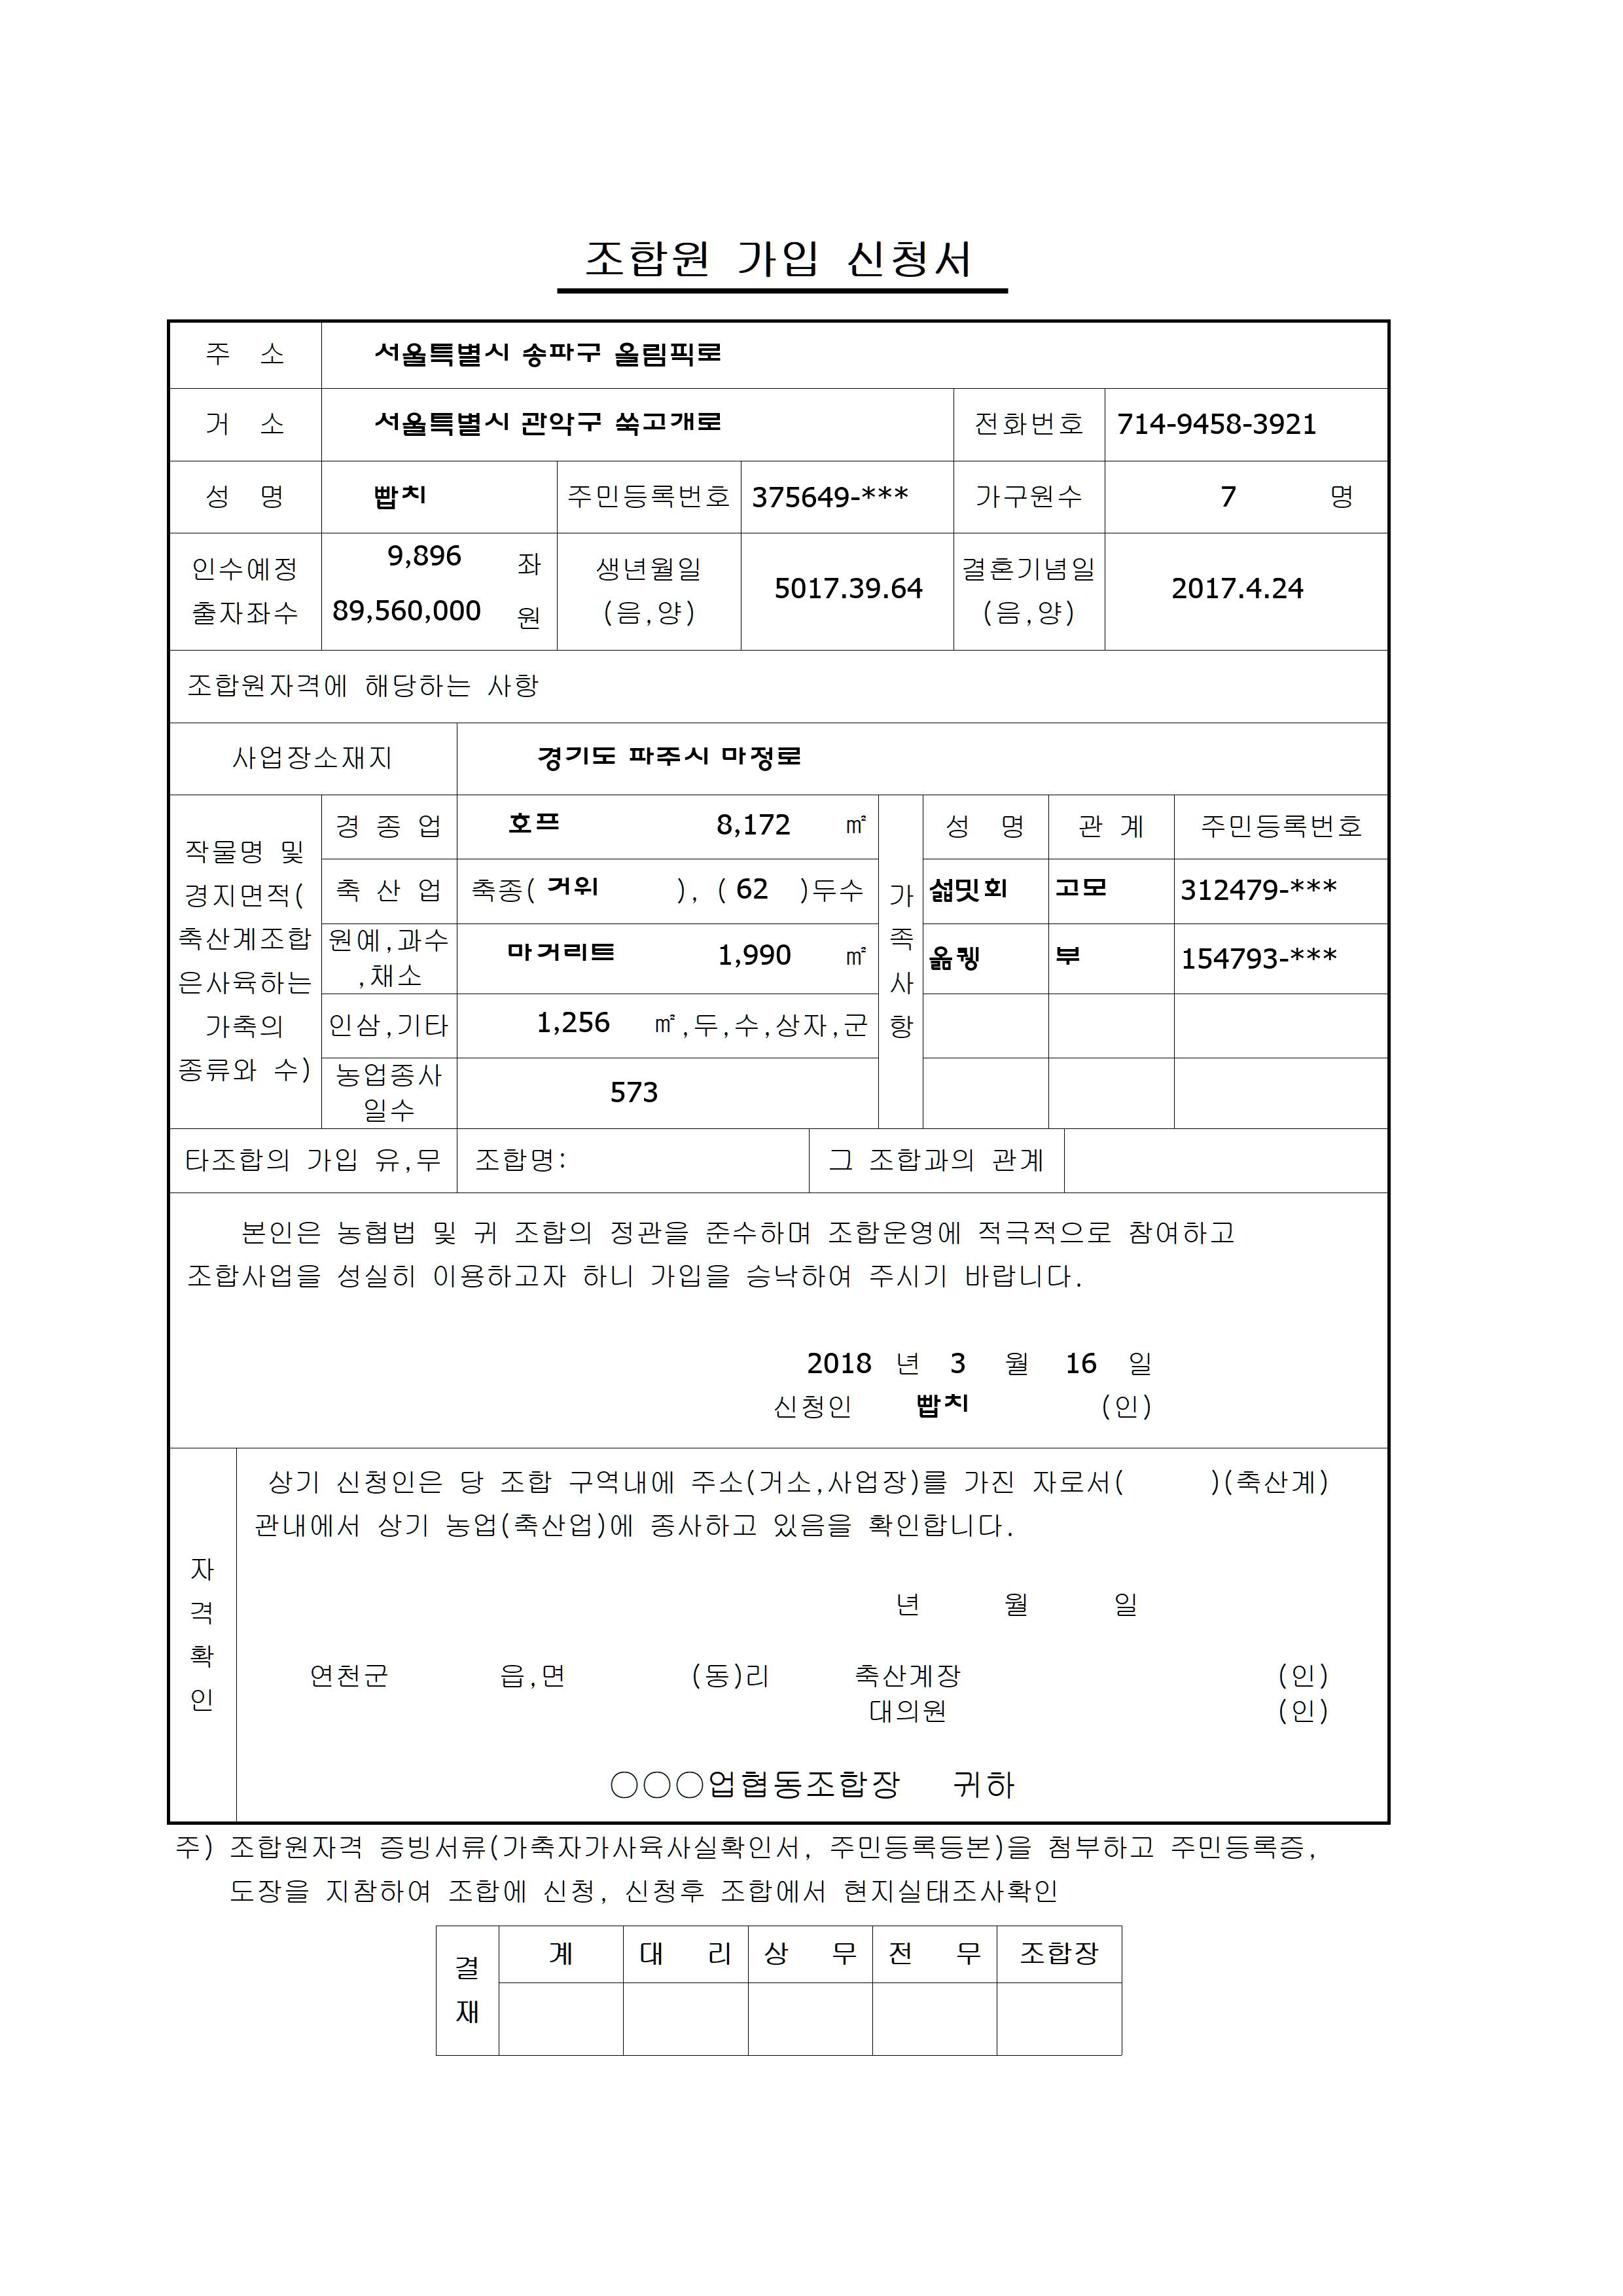 조합원 가입 신청서
주 소 서울특별시 송파구 올림픽로
거 소 서울특별시 관악구 쑥고개로 전화번호 714-9458-3921
성 명 빱치 주민등록번호 375649-*** 가구원수 7 명
인수예정 출자좌수 9,896 좌 89,560,000 원 생년월일 (음,양) 5017.39.64 결혼기념일 (음,양) 2017.4.24
조합원자격에 해당하는 사항
사업장소재지 경기도 파주시 마정로
작물명 및 경지면적( 축산계조합 은사육하는 가축의 종류와 수)
경 종 업 호프 8,172 ㎡
축 산 업 축종( 거위 ), ( 62 )두수
원예,과수 ,채소 마거리트 1,990 ㎡
인삼,기타 1,256 ㎡,두,수,상자,군
농업종사 일수 573
가족사항
성 명 관 계 주민등록번호
섧밋회 고모 312479-***
옮퀭 부 154793-***
타조합의 가입 유,무 조합명: 그 조합과의 관계
본인은 농협법 및 귀 조합의 정관을 준수하며 조합운영에 적극적으로 참여하고
조합사업을 성실히 이용하고자 하니 가입을 승낙하여 주시기 바랍니다.
2018 년 3 월 16 일
신청인 빱치 (인)
자격확인
상기 신청인은 당 조합 구역내에 주소(거소,사업장)를 가진 자로서( )(축산계)
관내에서 상기 농업(축산업)에 종사하고 있음을 확인합니다.
년 월 일
연천군 읍,면 (동)리 축산계장 (인)
대의원 (인)
○○○업협동조합장 귀하
주) 조합원자격 증빙서류(가축자가사육사실확인서, 주민등록등본)을 첨부하고 주민등록증,
도장을 지참하여 조합에 신청, 신청후 조합에서 현지실태조사확인
결재 계 대 리 상 무 전 무 조합장